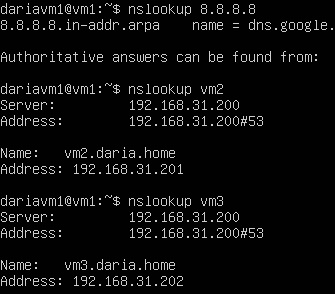 dariavm1@vm1:~$ nslookup 8.8.8.8
8.8.8.8.in-addr.arpa    name = dns.google.
Authoritative answers can be found from:
dariavm1@vm1:~$ nslookup vm2
Server:         192.168.31.200
Address:        192.168.31.200#53
Name:   vm2.daria.home
Address: 192.168.31.201
dariavm1@vm1:~$ nslookup vm3
Server:         192.168.31.200
Address:        192.168.31.200#53
Name:   vm3.daria.home
Address: 192.168.31.202